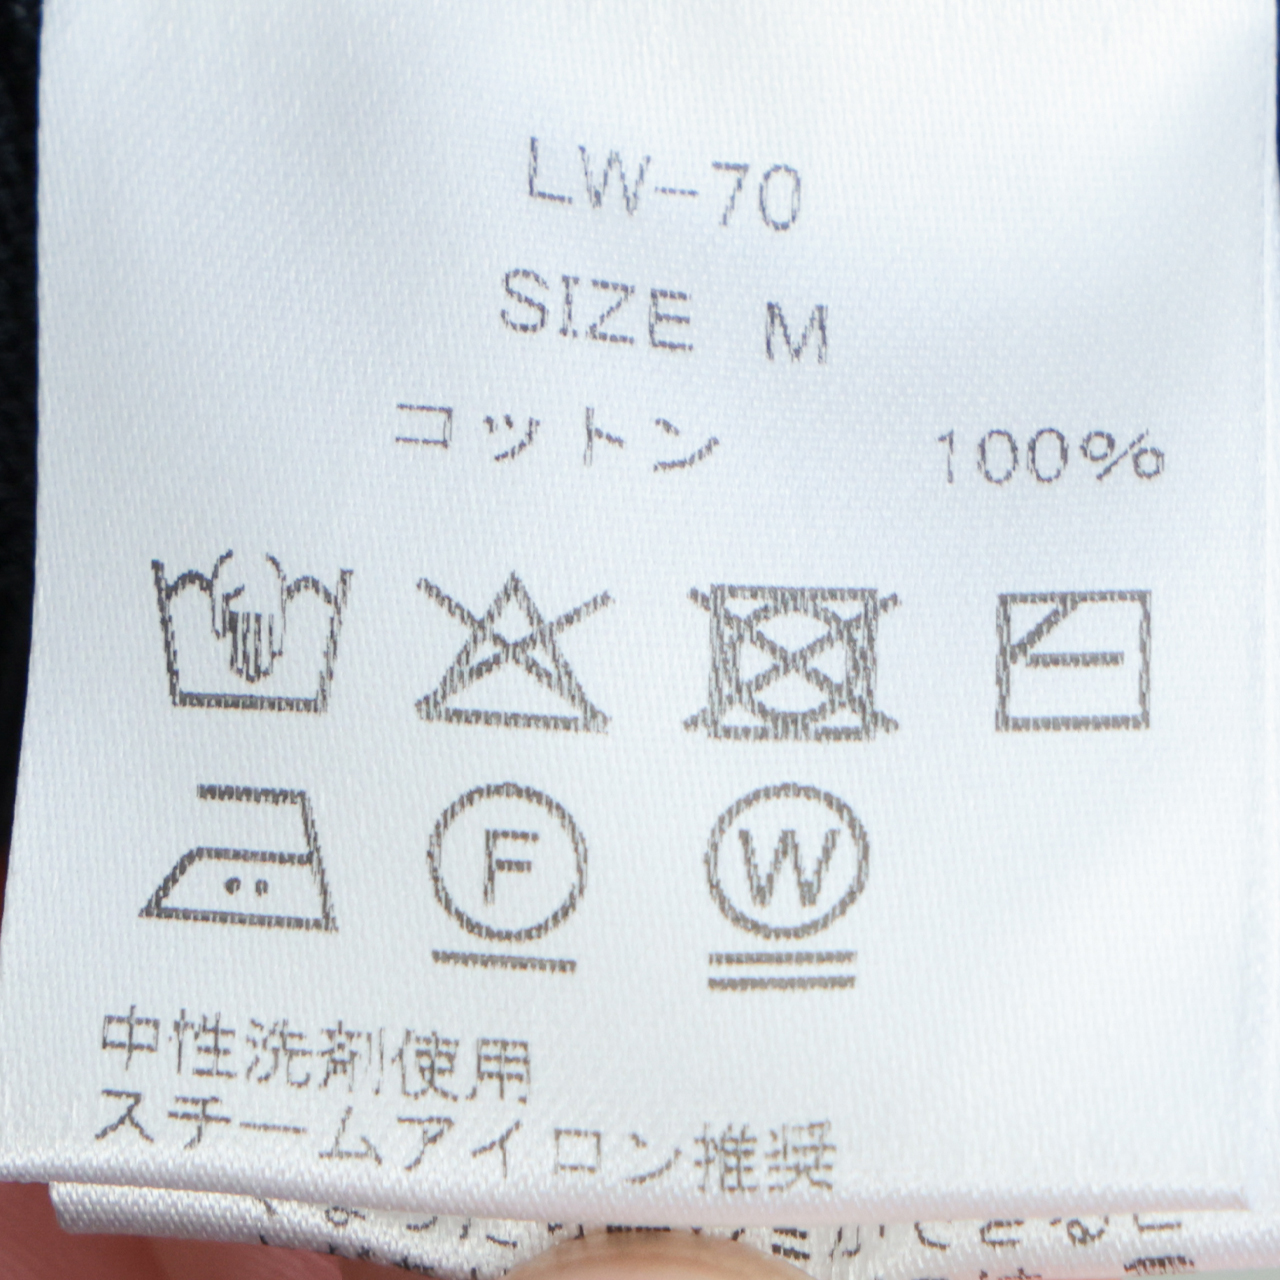 LW-70
SIZE M
コットン 100%
F W
中性洗剤使用
スチームアイロン推奨